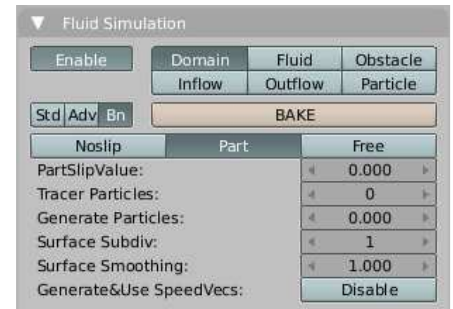 Fluid Simulation
Enable Domain Fluid Obstacle
Inflow Outflow Particle
Std Adv Bn BAKE
Noslip Part Free
PartSlipValue: 0.000
Tracer Particles: 0
Generate Particles: 0.000
Surface Subdiv: 1
Surface Smoothing: 1.000
Generate&Use SpeedVecs: Disable